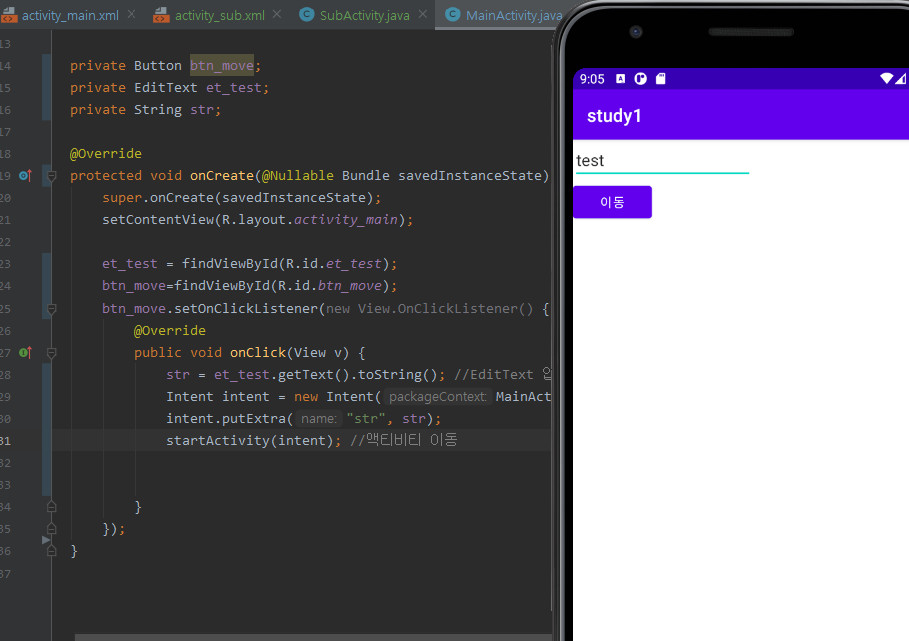 activity_main.xml activity_sub.xml SubActivity.java MainActivity.java
13
14 private Button btn_move;
15 private EditText et_test;
16 private String str;
17
18 @Override
19 protected void onCreate(@Nullable Bundle savedInstanceState)
20 super.onCreate(savedInstanceState);
21 setContentView(R.layout.activity_main);
22
23 et_test = findViewById(R.id.et_test);
24 btn_move=findViewById(R.id.btn_move);
25 btn_move.setOnClickListener(new View.OnClickListener() {
26 @Override
27 public void onClick(View v) {
28 str = et_test.getText().toString(); //EditText
29 Intent intent = new Intent( packageContext: MainAct
30 intent.putExtra( name: "str", str);
31 startActivity(intent); //액티비티 이동
32
33
34 }
35 });
36 }
37
9:05
study1
test
이동